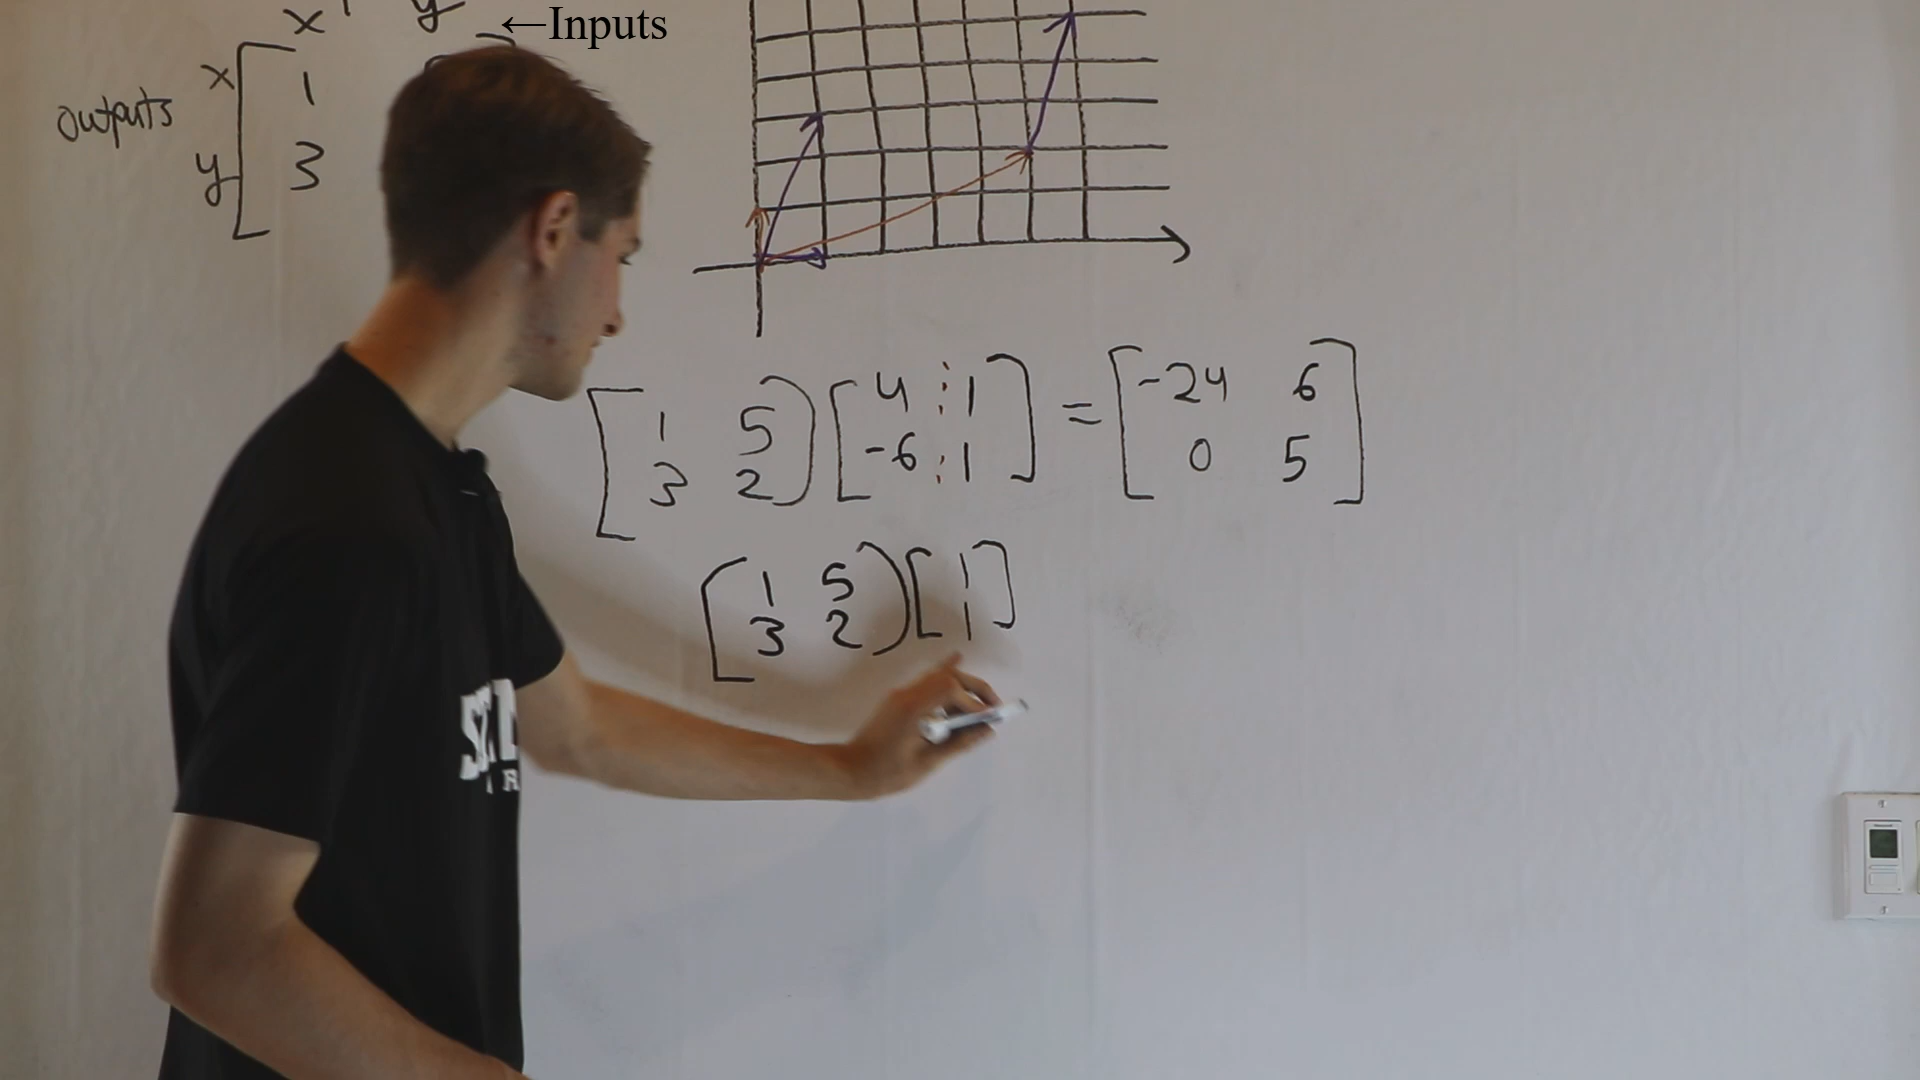 x y ←Inputs
x 1
outputs
y 3
[1 5) [4 ⋮ 1] = [-24 6]
3 2 -6 ⋮ 1 0 5
[1 5) [1]
3 2 1